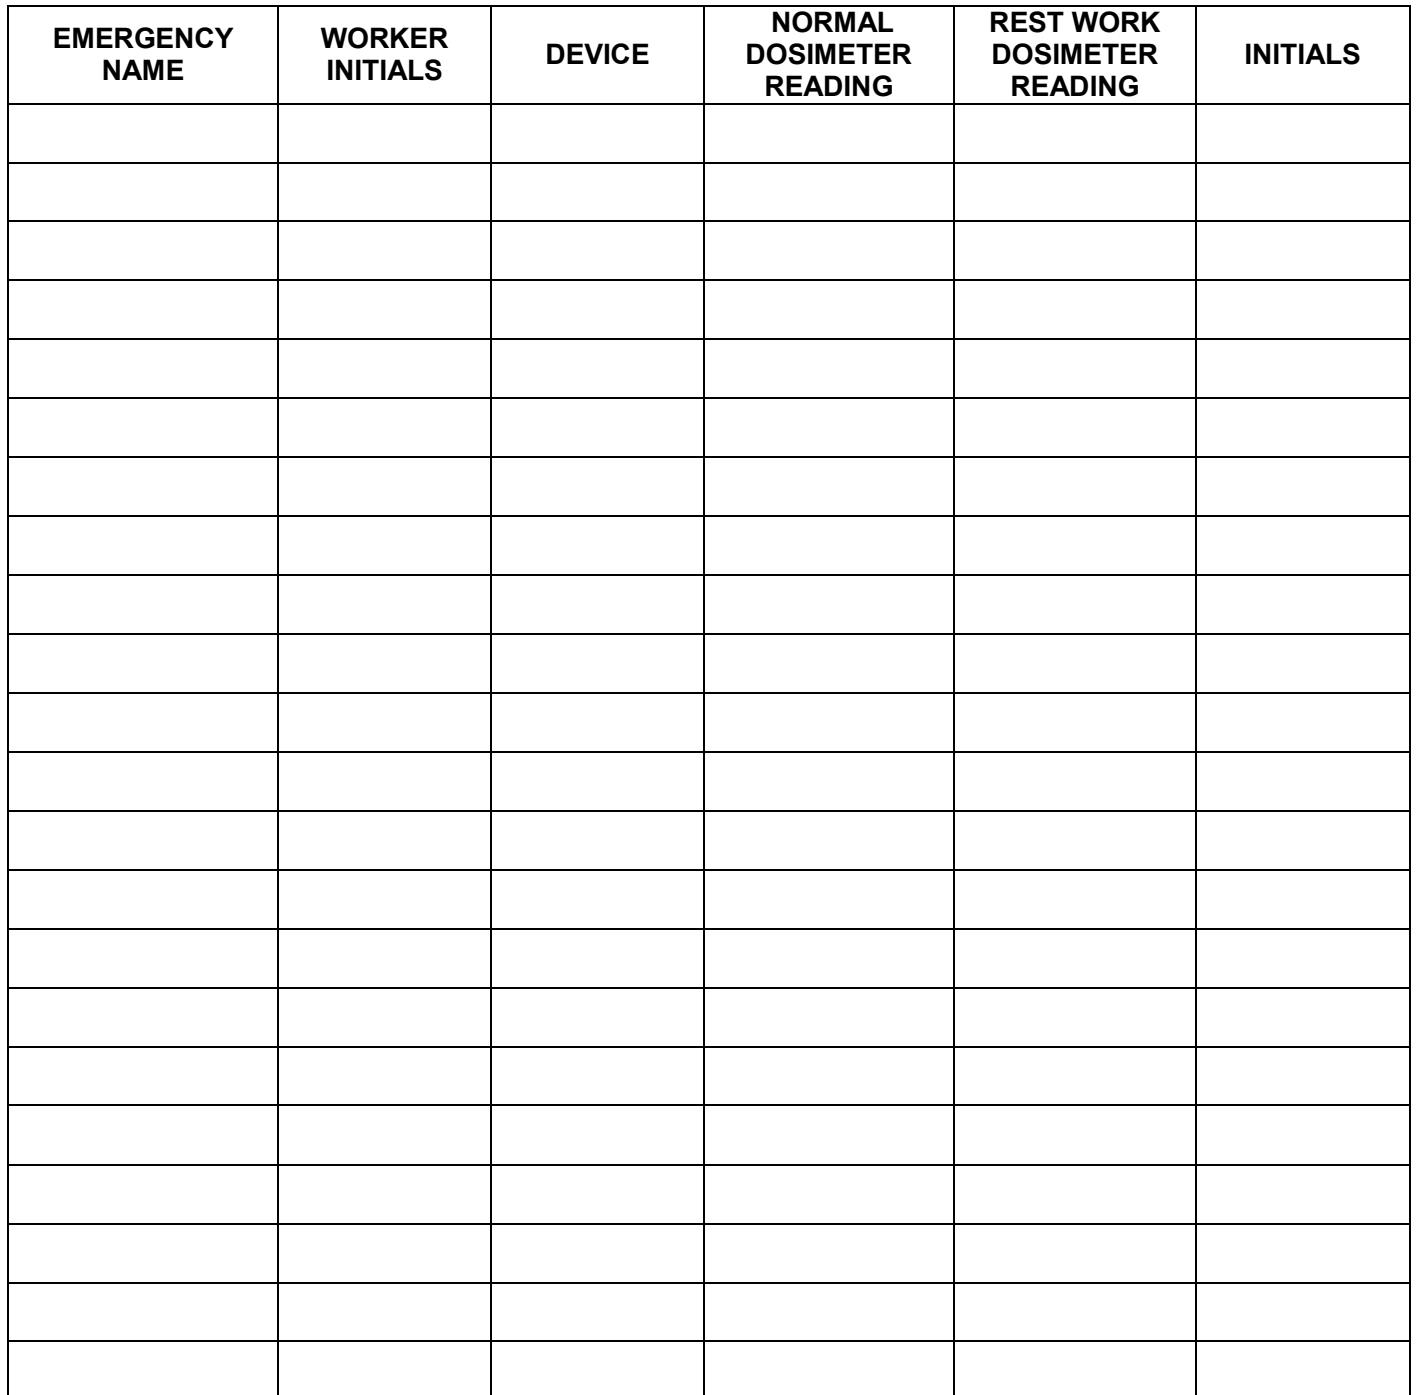 EMERGENCY
NAME
WORKER
INITIALS
DEVICE
NORMAL
DOSIMETER
READING
REST WORK
DOSIMETER
READING
INITIALS